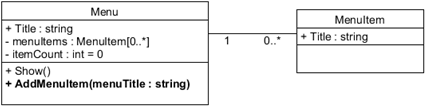 Menu
+ Title : string
- menuItems : MenuItem[0..*]
- itemCount : int = 0
+ Show()
+ AddMenuItem(menuTitle : string)
1
0..*
MenuItem
+ Title : string